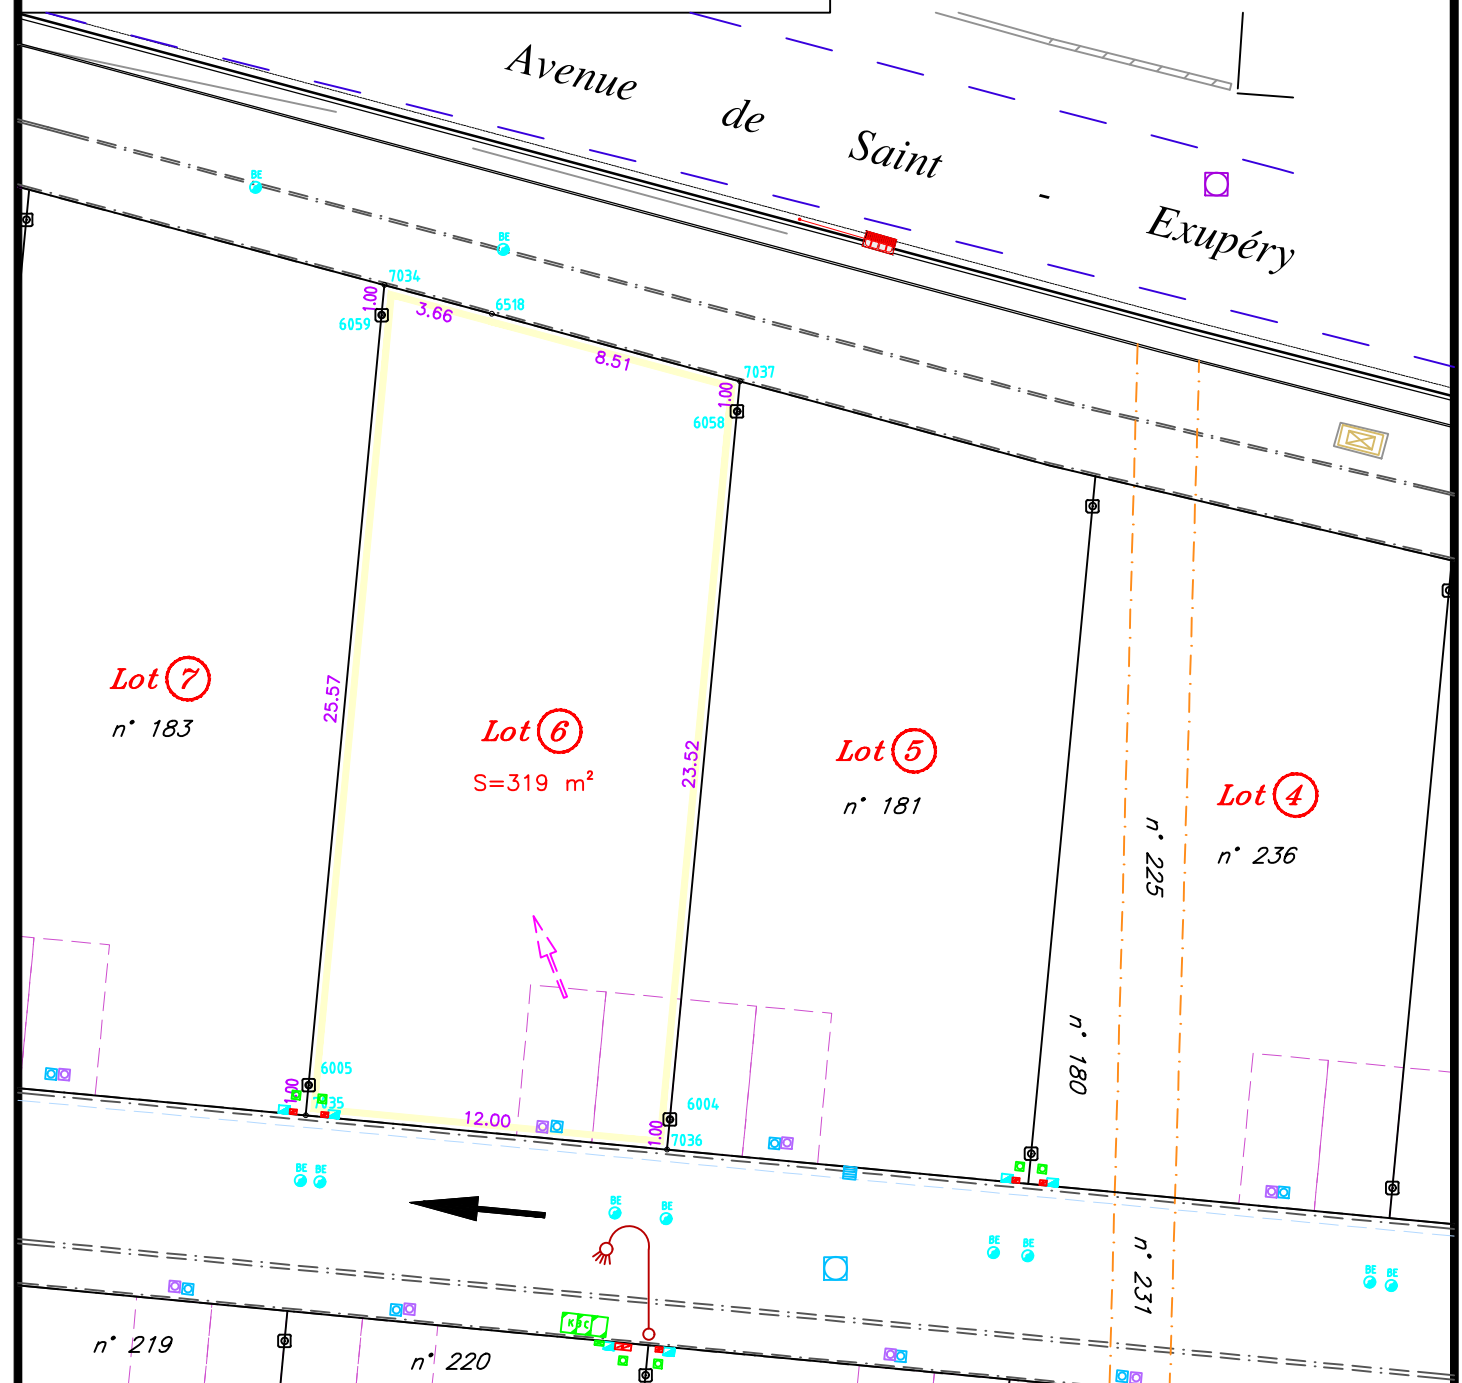 Avenue de Saint - Exupéry
BE
BE
7034
1.00
3.66
6518
6059
8.51
7037
1.00
6058
Lot 7
n° 183
25.57
Lot 6
S=319 m²
23.52
Lot 5
n° 181
Lot 4
n° 236
n° 225
n° 180
6005
1.00
7035
12.00
6004
1.00
7036
BE BE
BE BE
BE BE
BE BE
n° 231
n° 219
n° 220